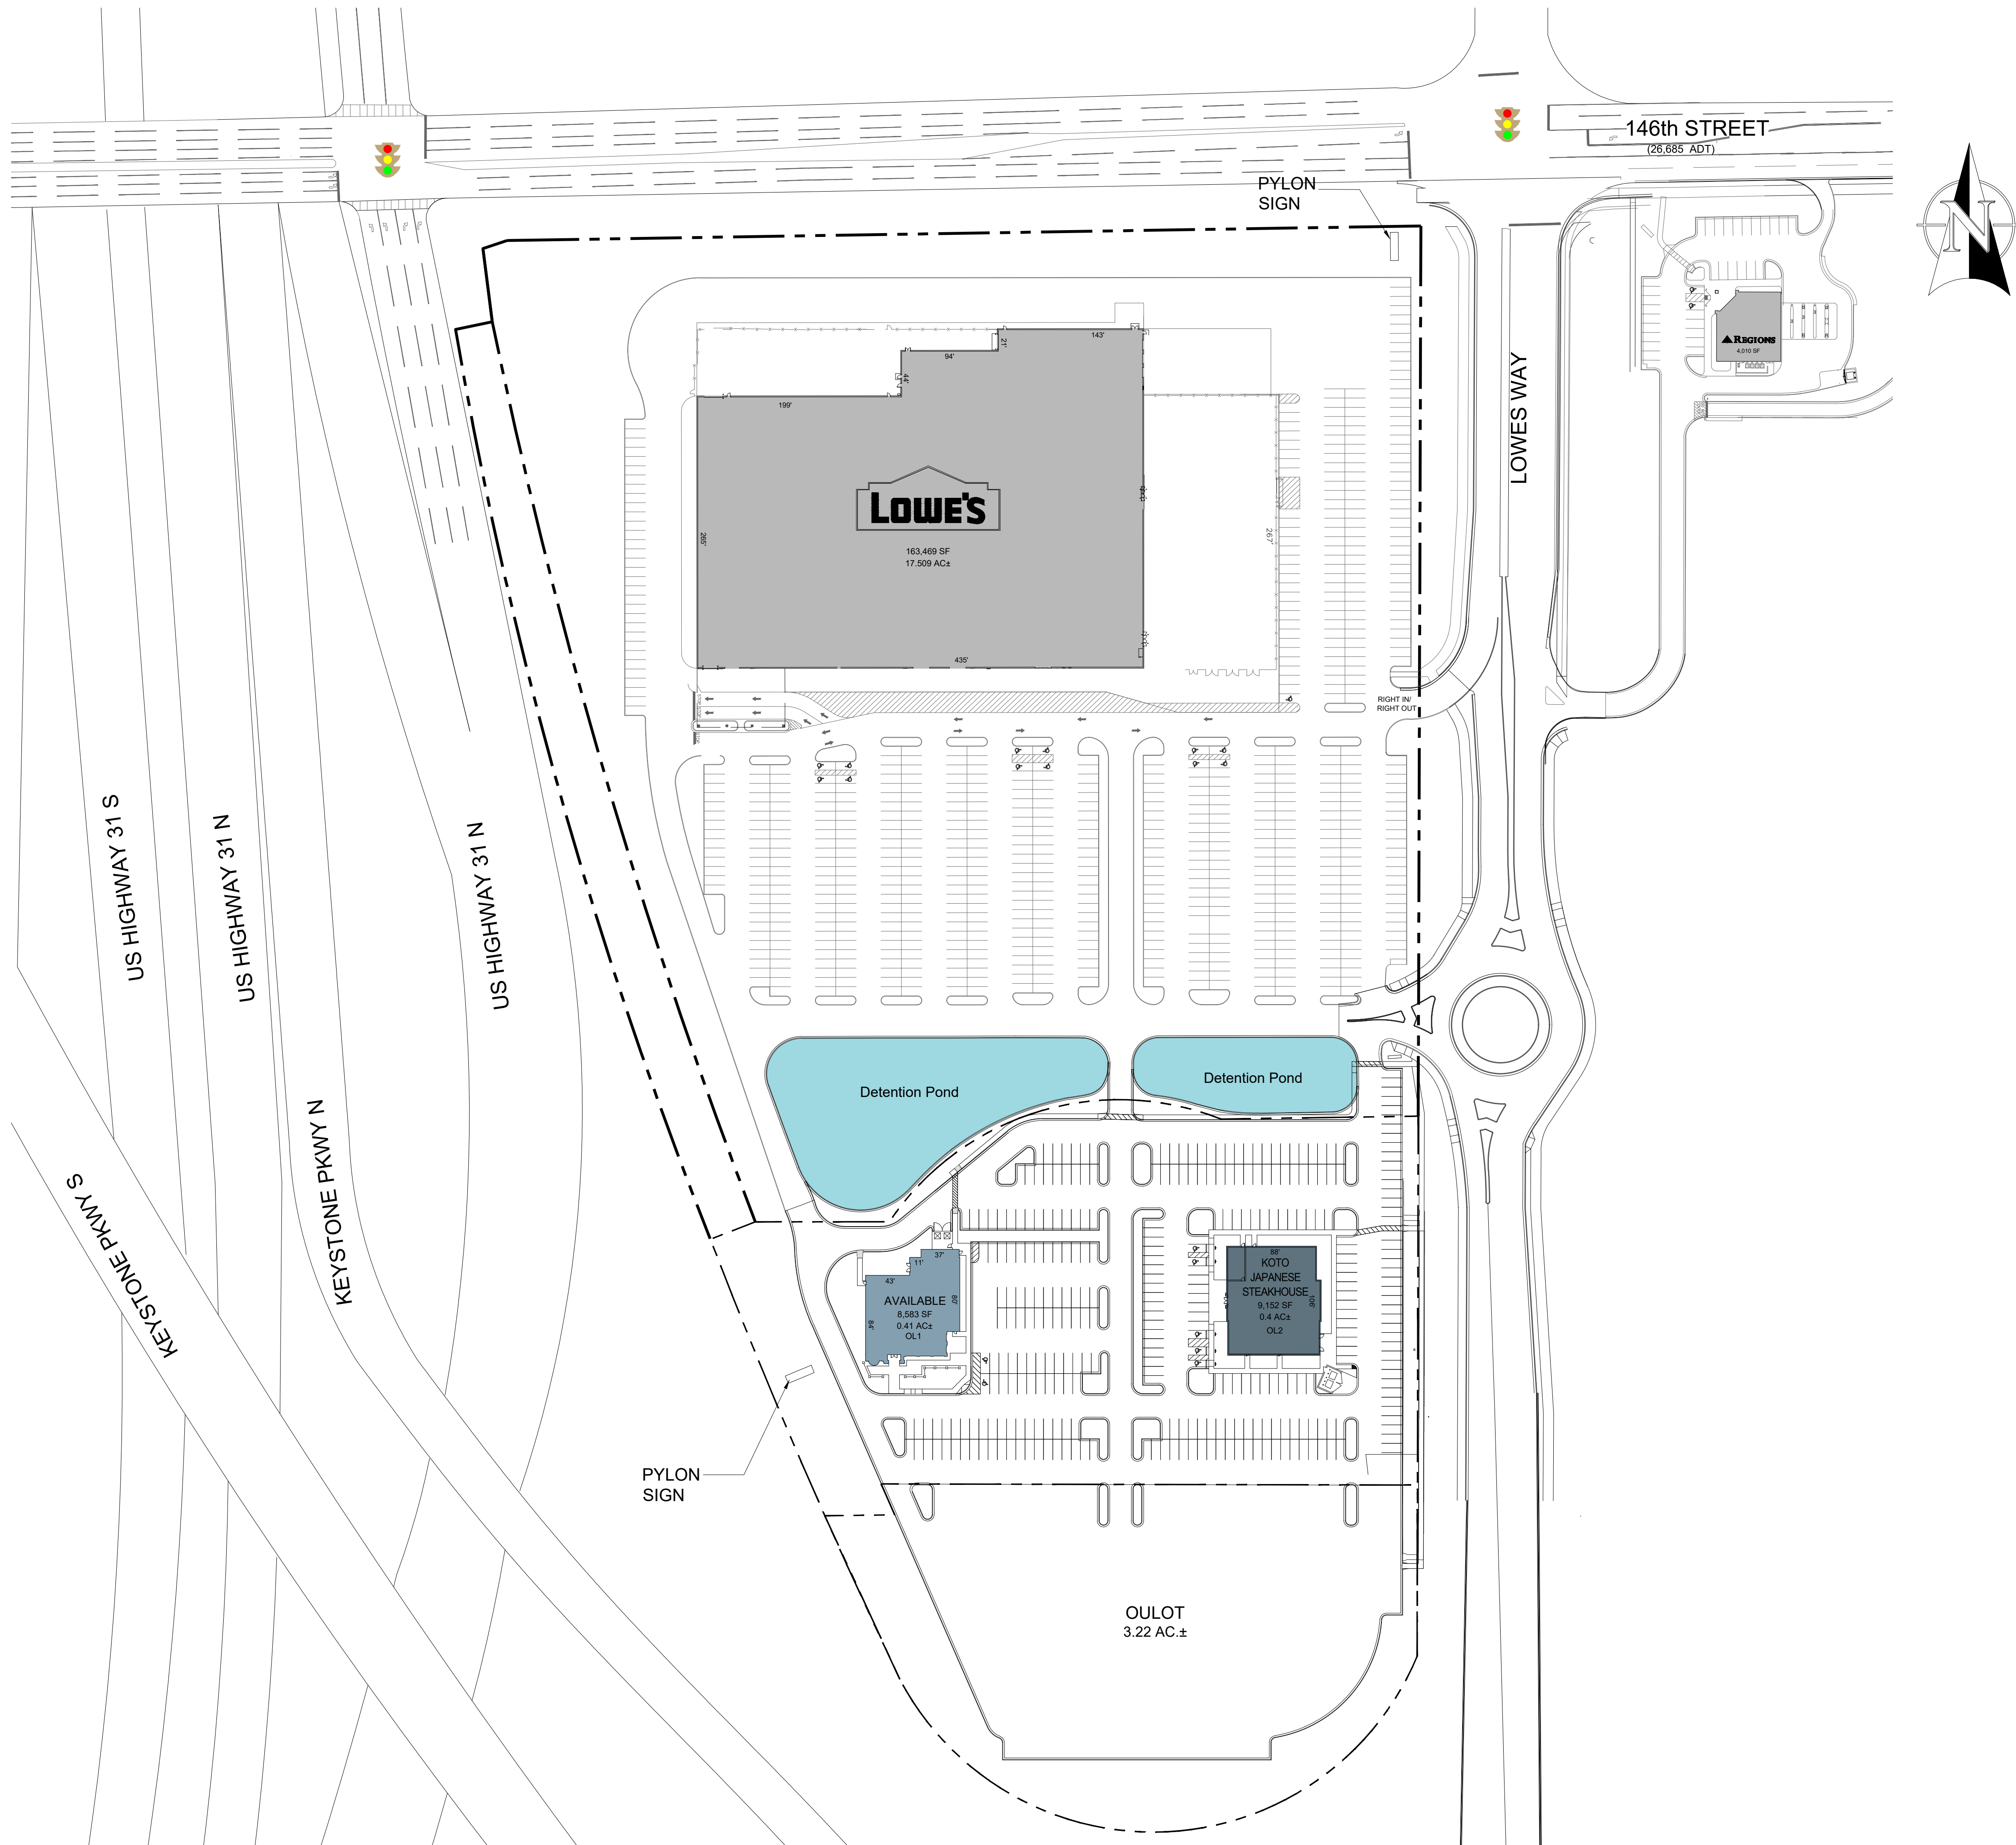 146th STREET
(26,685 ADT)
PYLON
SIGN
N
REGIONS
4,010 SF
LOWES WAY
143'
21'
94'
44'
199'
LOWE'S
163,469 SF
17.509 AC±
265'
267'
435'
RIGHT IN/
RIGHT OUT
US HIGHWAY 31 S
US HIGHWAY 31 N
US HIGHWAY 31 N
KEYSTONE PKWY N
KEYSTONE PKWY S
Detention Pond
Detention Pond
37'
11'
43'
AVAILABLE
8,583 SF
0.41 AC±
OL1
80'
84'
88'
KOTO
JAPANESE
STEAKHOUSE
9,152 SF
0.4 AC±
OL2
106'
PYLON
SIGN
OULOT
3.22 AC.±